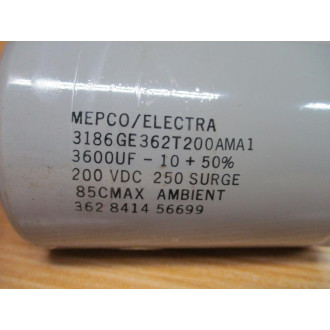 MEPCO/ELECTRA
3186GE362T200AMA1
3600UF - 10 + 50%
200 VDC 250 SURGE
85CMAX AMBIENT
362 8414 56699